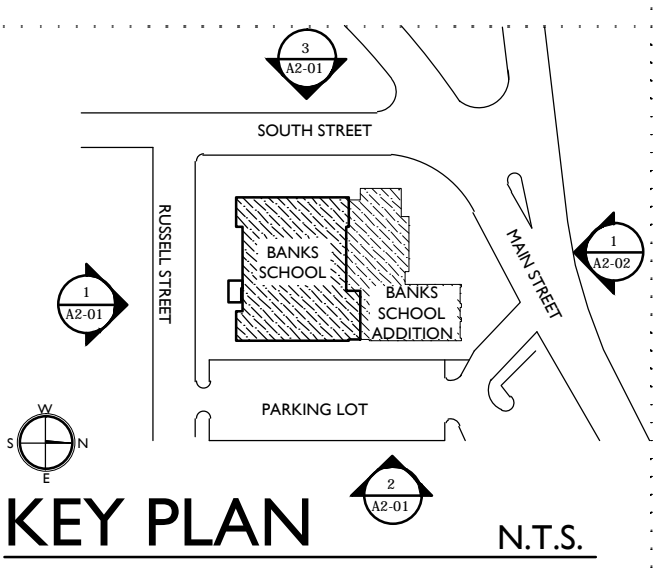 3
A2-01
SOUTH STREET
RUSSELL STREET
BANKS
SCHOOL
MAIN STREET
1
A2-02
1
A2-01
BANKS
SCHOOL
ADDITION
PARKING LOT
W
S
N
E
2
A2-01
KEY PLAN
N.T.S.